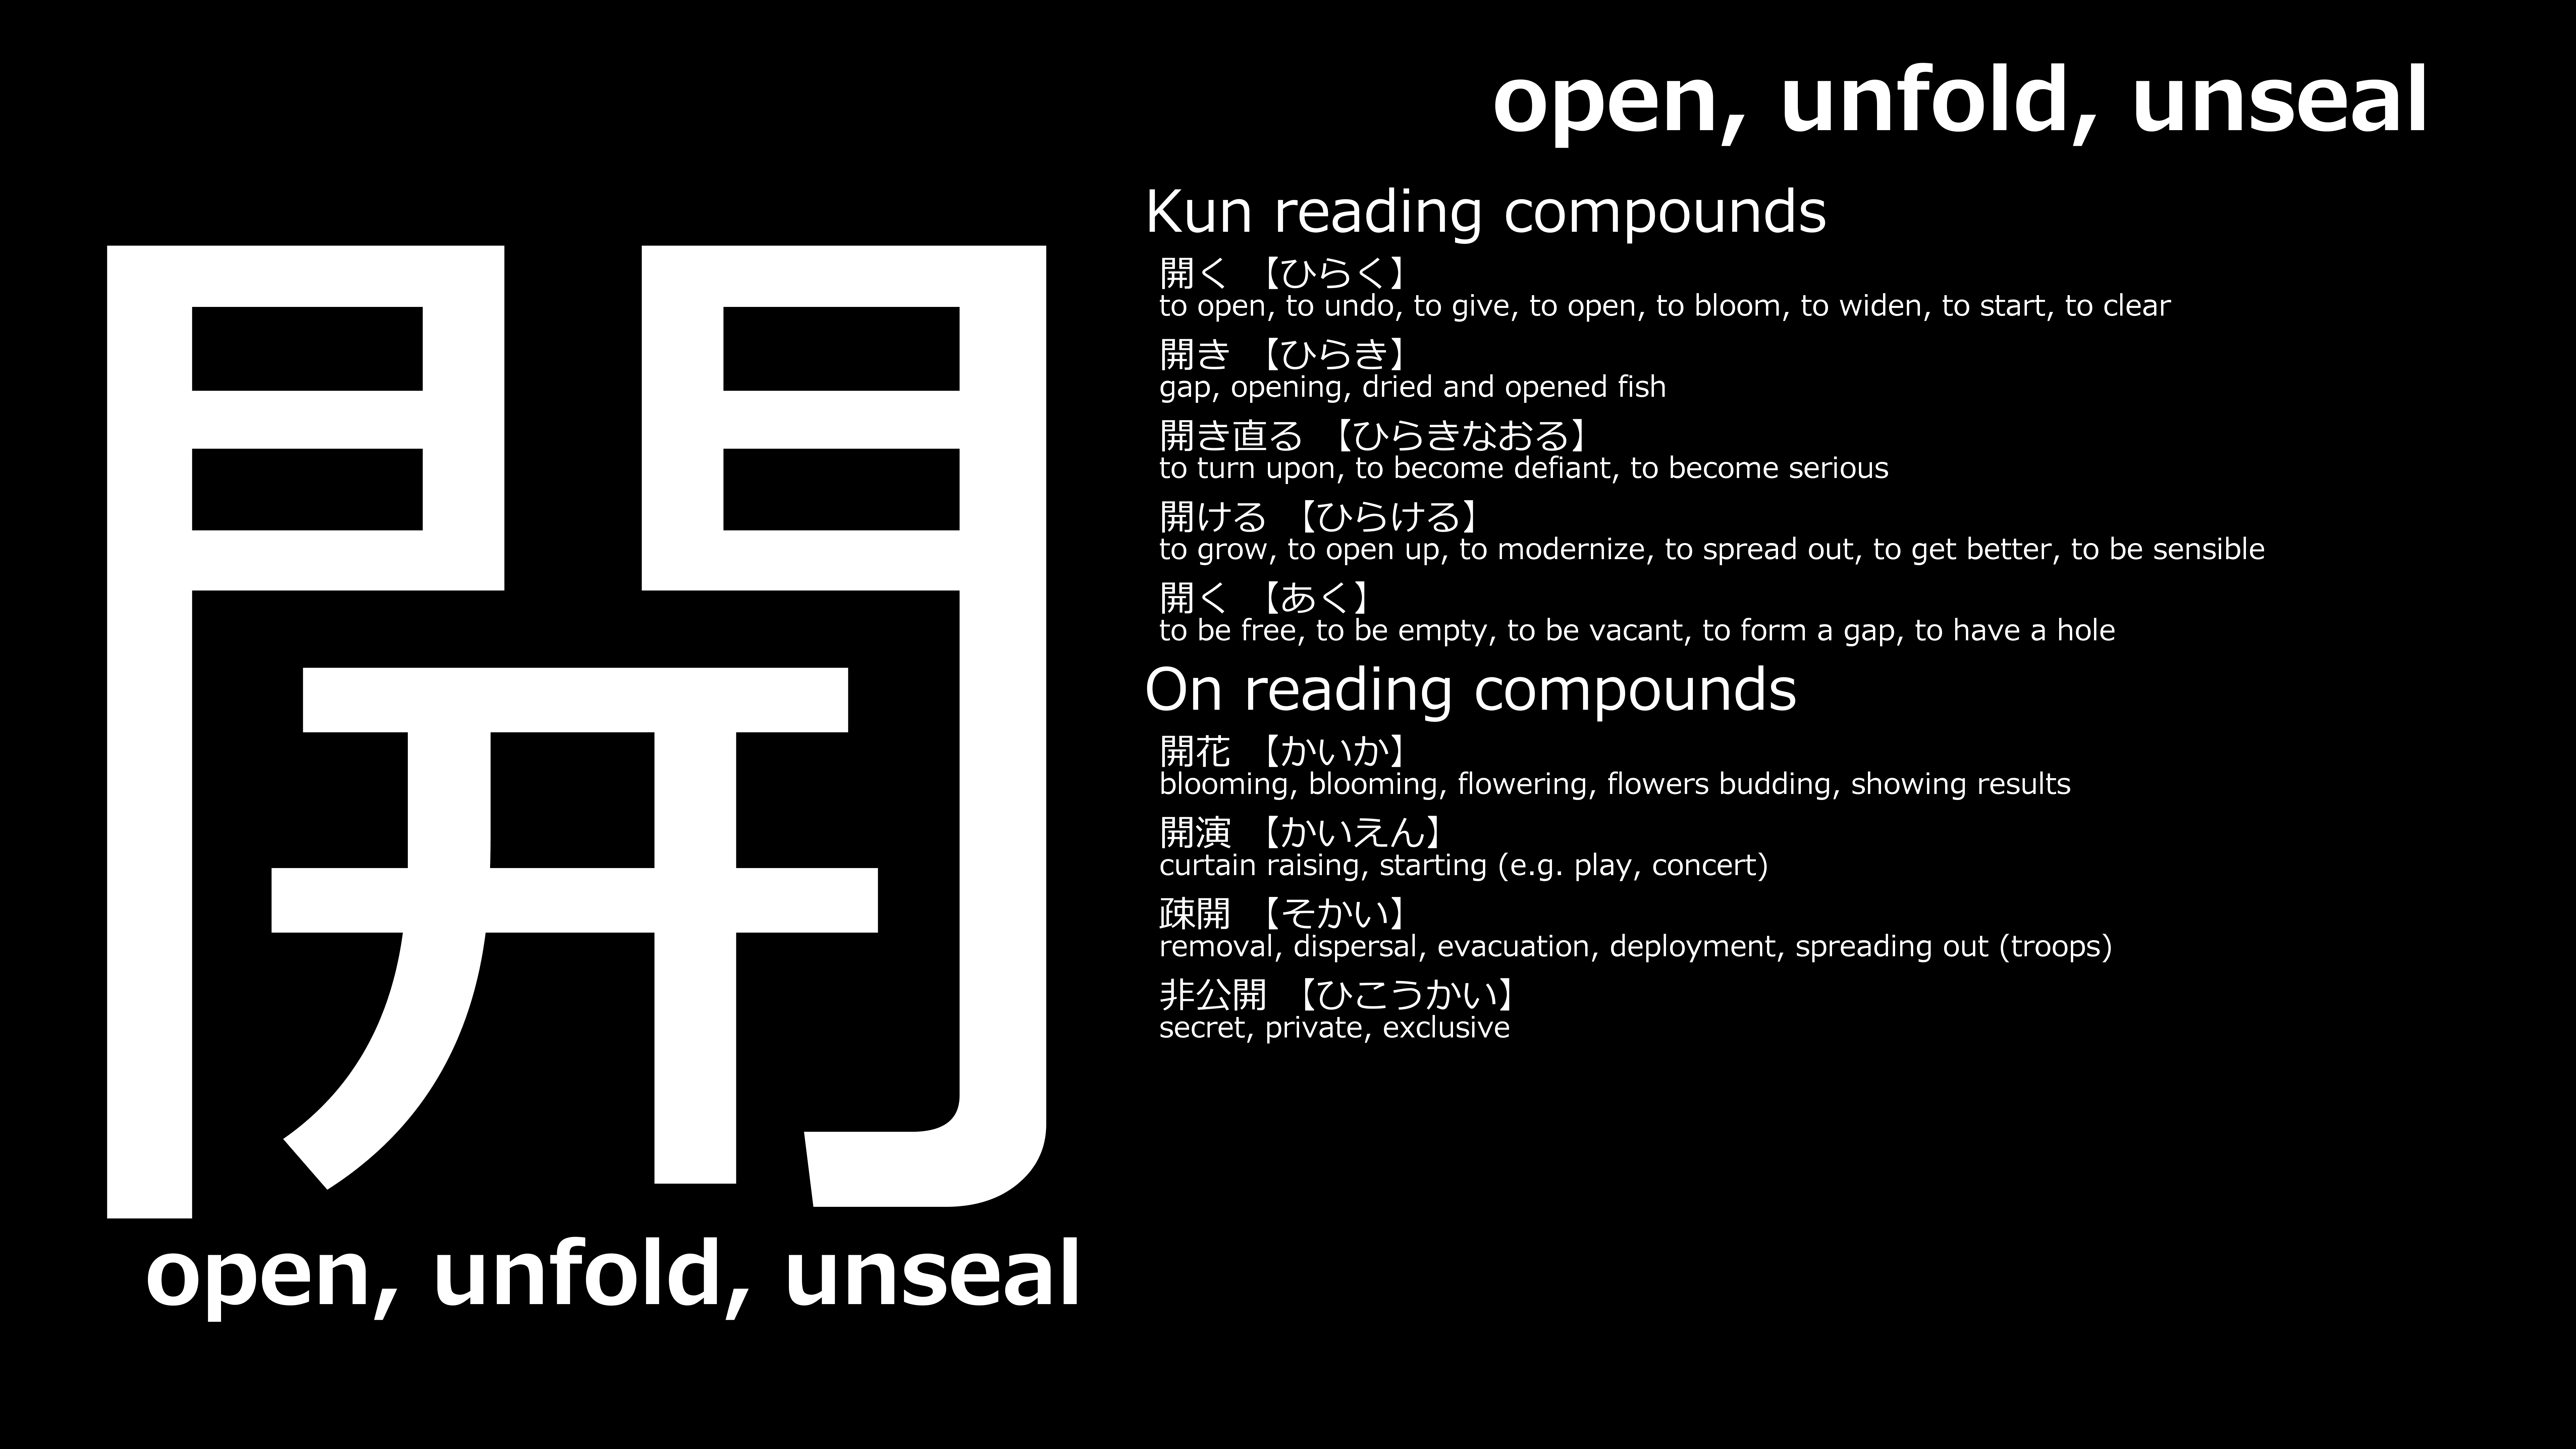 開
open, unfold, unseal
open, unfold, unseal
Kun reading compounds
開く 【ひらく】
to open, to undo, to give, to open, to bloom, to widen, to start, to clear
開き 【ひらき】
gap, opening, dried and opened fish
開き直る 【ひらきなおる】
to turn upon, to become defiant, to become serious
開ける 【ひらける】
to grow, to open up, to modernize, to spread out, to get better, to be sensible
開く 【あく】
to be free, to be empty, to be vacant, to form a gap, to have a hole
On reading compounds
開花 【かいか】
blooming, blooming, flowering, flowers budding, showing results
開演 【かいえん】
curtain raising, starting (e.g. play, concert)
疎開 【そかい】
removal, dispersal, evacuation, deployment, spreading out (troops)
非公開 【ひこうかい】
secret, private, exclusive